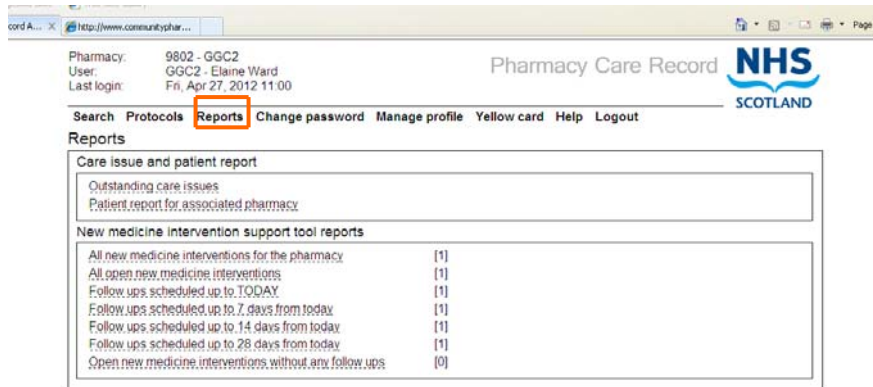 cord A...
http://www.communityphar...
Page
Pharmacy: 9802 - GGC2
User: GGC2 - Elaine Ward
Last login: Fri, Apr 27, 2012 11:00
Pharmacy Care Record
NHS
SCOTLAND
Search Protocols Reports Change password Manage profile Yellow card Help Logout
Reports
Care issue and patient report
Outstanding care issues
Patient report for associated pharmacy
New medicine intervention support tool reports
All new medicine interventions for the pharmacy [1]
All open new medicine interventions [1]
Follow ups scheduled up to TODAY [1]
Follow ups scheduled up to 7 days from today [1]
Follow ups scheduled up to 14 days from today [1]
Follow ups scheduled up to 28 days from today [1]
Open new medicine interventions without any follow ups [0]